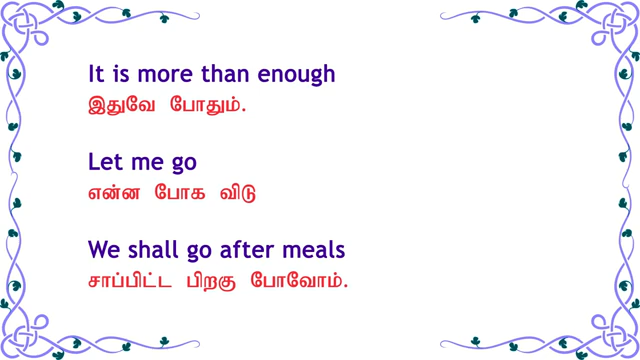 It is more than enough
இதுவே போதும்.
Let me go
என்ன போக விடு
We shall go after meals
சாப்பிட்ட பிறகு போவோம்.